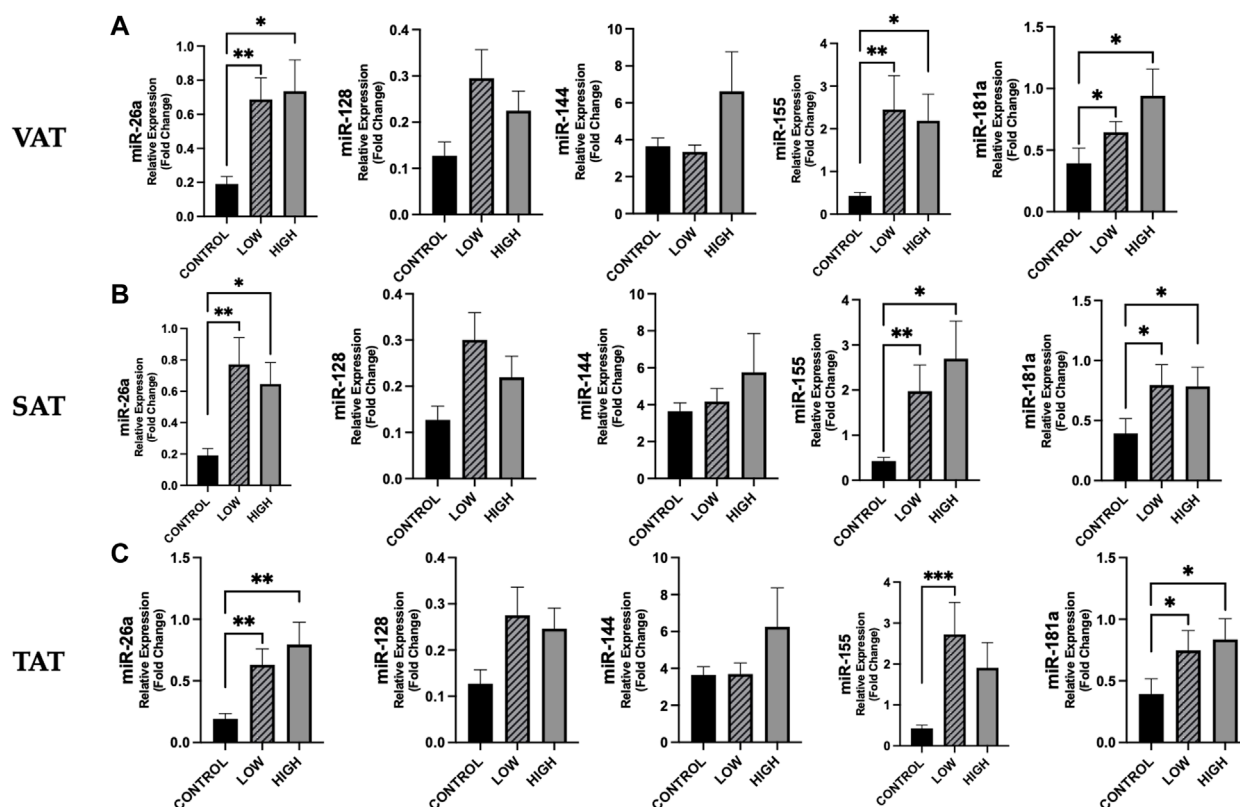 A
VAT
miR-26a
Relative Expression
(Fold Change)
1.0
0.8
0.6
0.4
0.2
0.0
**
*
CONTROL
LOW
HIGH
miR-128
Relative Expression
(Fold Change)
0.4
0.3
0.2
0.1
0.0
CONTROL
LOW
HIGH
miR-144
Relative Expression
(Fold Change)
10
8
6
4
2
0
CONTROL
LOW
HIGH
miR-155
Relative Expression
(Fold Change)
4
3
2
1
0
**
*
CONTROL
LOW
HIGH
miR-181a
Relative Expression
(Fold Change)
1.5
1.0
0.5
0.0
*
*
CONTROL
LOW
HIGH
B
SAT
miR-26a
Relative Expression
(Fold Change)
1.0
0.8
0.6
0.4
0.2
0.0
**
*
CONTROL
LOW
HIGH
miR-128
Relative Expression
(Fold Change)
0.4
0.3
0.2
0.1
0.0
CONTROL
LOW
HIGH
miR-144
Relative Expression
(Fold Change)
10
8
6
4
2
0
CONTROL
LOW
HIGH
miR-155
Relative Expression
(Fold Change)
4
3
2
1
0
**
*
CONTROL
LOW
HIGH
miR-181a
Relative Expression
(Fold Change)
1.5
1.0
0.5
0.0
*
*
CONTROL
LOW
HIGH
C
TAT
miR-26a
Relative Expression
(Fold Change)
1.5
1.0
0.5
0.0
**
**
CONTROL
LOW
HIGH
miR-128
Relative Expression
(Fold Change)
0.4
0.3
0.2
0.1
0.0
CONTROL
LOW
HIGH
miR-144
Relative Expression
(Fold Change)
10
8
6
4
2
0
CONTROL
LOW
HIGH
miR-155
Relative Expression
(Fold Change)
4
3
2
1
0
***
CONTROL
LOW
HIGH
miR-181a
Relative Expression
(Fold Change)
1.5
1.0
0.5
0.0
*
*
CONTROL
LOW
HIGH